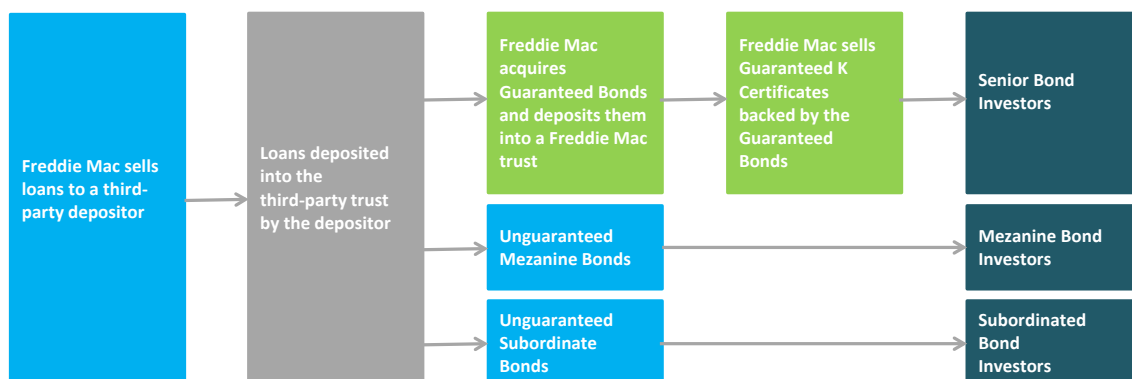 Freddie Mac sells
loans to a third-
party depositor
Loans deposited
into the
third-party trust
by the depositor
Freddie Mac
acquires
Guaranteed Bonds
and deposits them
into a Freddie Mac
trust
Freddie Mac sells
Guaranteed K
Certificates
backed by the
Guaranteed
Bonds
Senior Bond
Investors
Unguaranteed
Mezanine Bonds
Mezanine Bond
Investors
Unguaranteed
Subordinate
Bonds
Subordinated
Bond
Investors